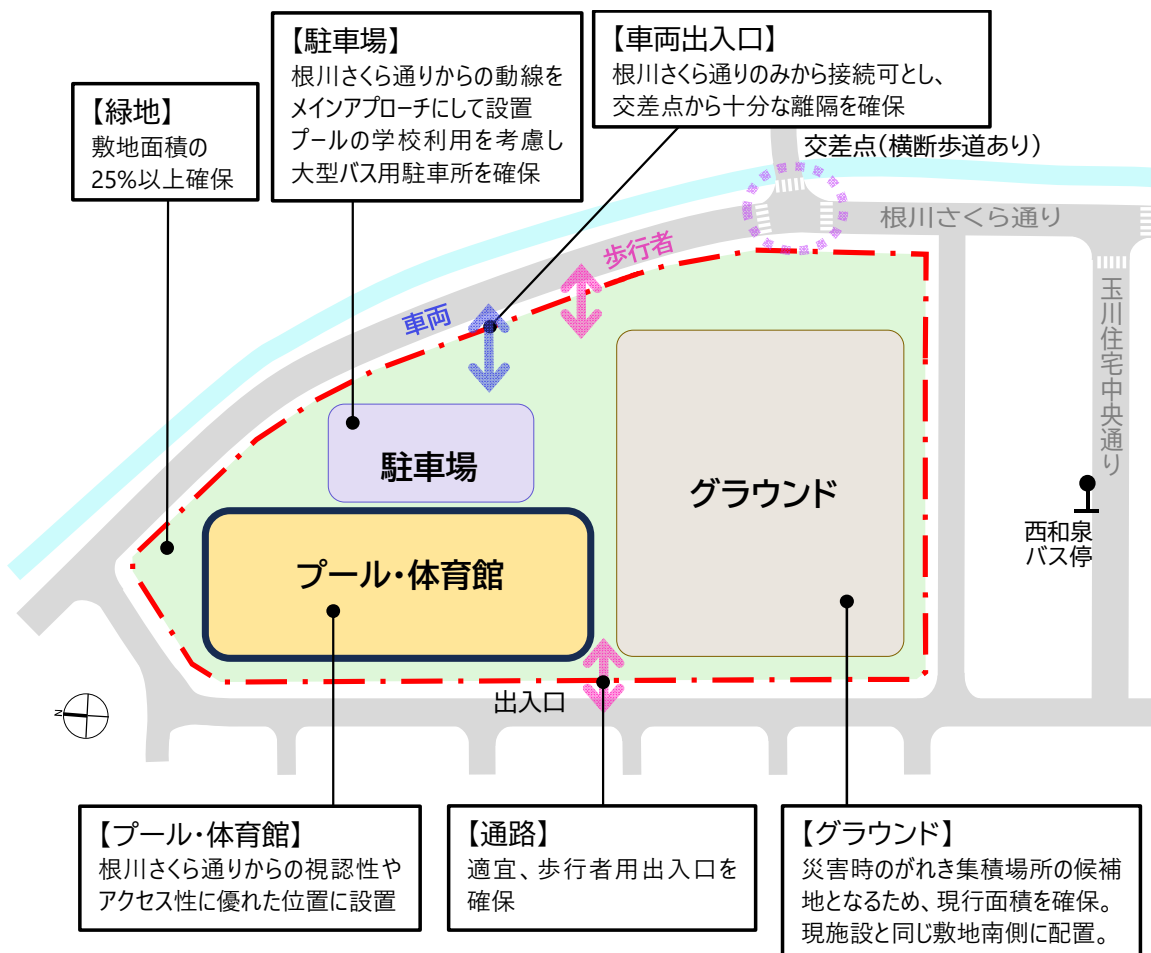 【駐車場】
根川さくら通りからの動線を
メインアプローチにして設置
プールの学校利用を考慮し
大型バス用駐車所を確保
【車両出入口】
根川さくら通りのみから接続可とし、
交差点から十分な離隔を確保
【緑地】
敷地面積の
25%以上確保
交差点(横断歩道あり)
根川さくら通り
歩行者
車両
玉川住宅中央通り
駐車場
グラウンド
西和泉
バス停
プール・体育館
出入口
N
【プール・体育館】
根川さくら通りからの視認性や
アクセス性に優れた位置に設置
【通路】
適宜、歩行者用出入口を
確保
【グラウンド】
災害時のがれき集積場所の候補
地となるため、現行面積を確保。
現施設と同じ敷地南側に配置。